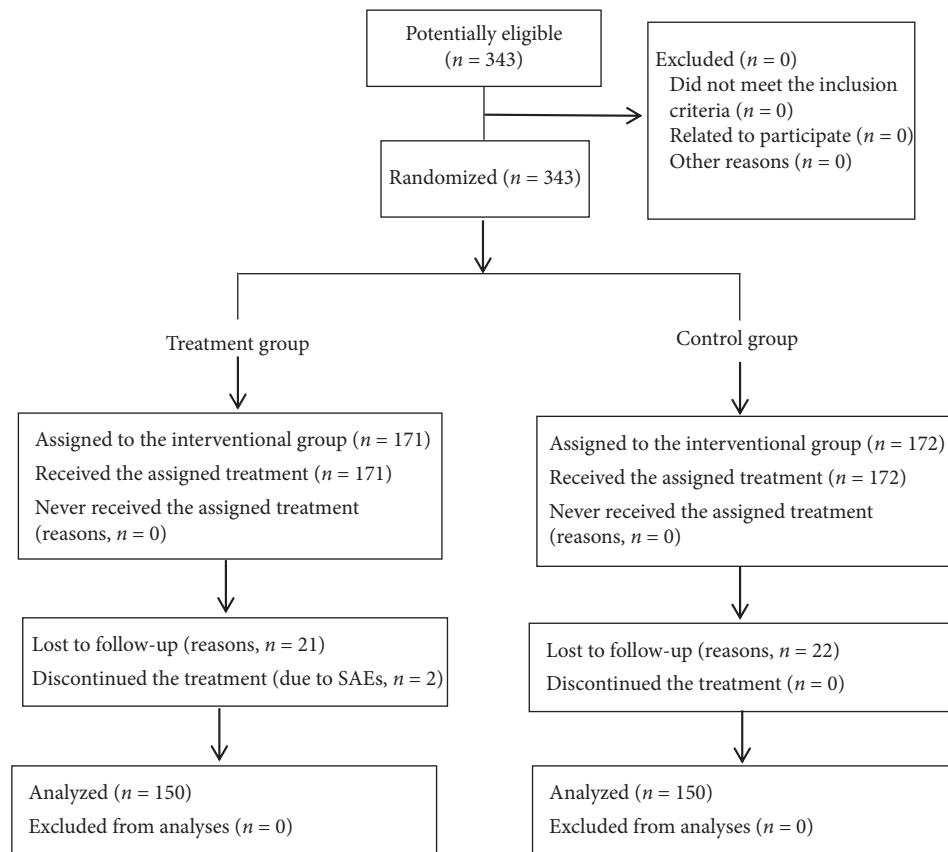 Potentially eligible
(n = 343)
Excluded (n = 0)
Did not meet the inclusion
criteria (n = 0)
Related to participate (n = 0)
Other reasons (n = 0)
Randomized (n = 343)
Treatment group
Control group
Assigned to the interventional group (n = 171)
Received the assigned treatment (n = 171)
Never received the assigned treatment
(reasons, n = 0)
Assigned to the interventional group (n = 172)
Received the assigned treatment (n = 172)
Never received the assigned treatment
(reasons, n = 0)
Lost to follow-up (reasons, n = 21)
Discontinued the treatment (due to SAEs, n = 2)
Lost to follow-up (reasons, n = 22)
Discontinued the treatment (n = 0)
Analyzed (n = 150)
Excluded from analyses (n = 0)
Analyzed (n = 150)
Excluded from analyses (n = 0)